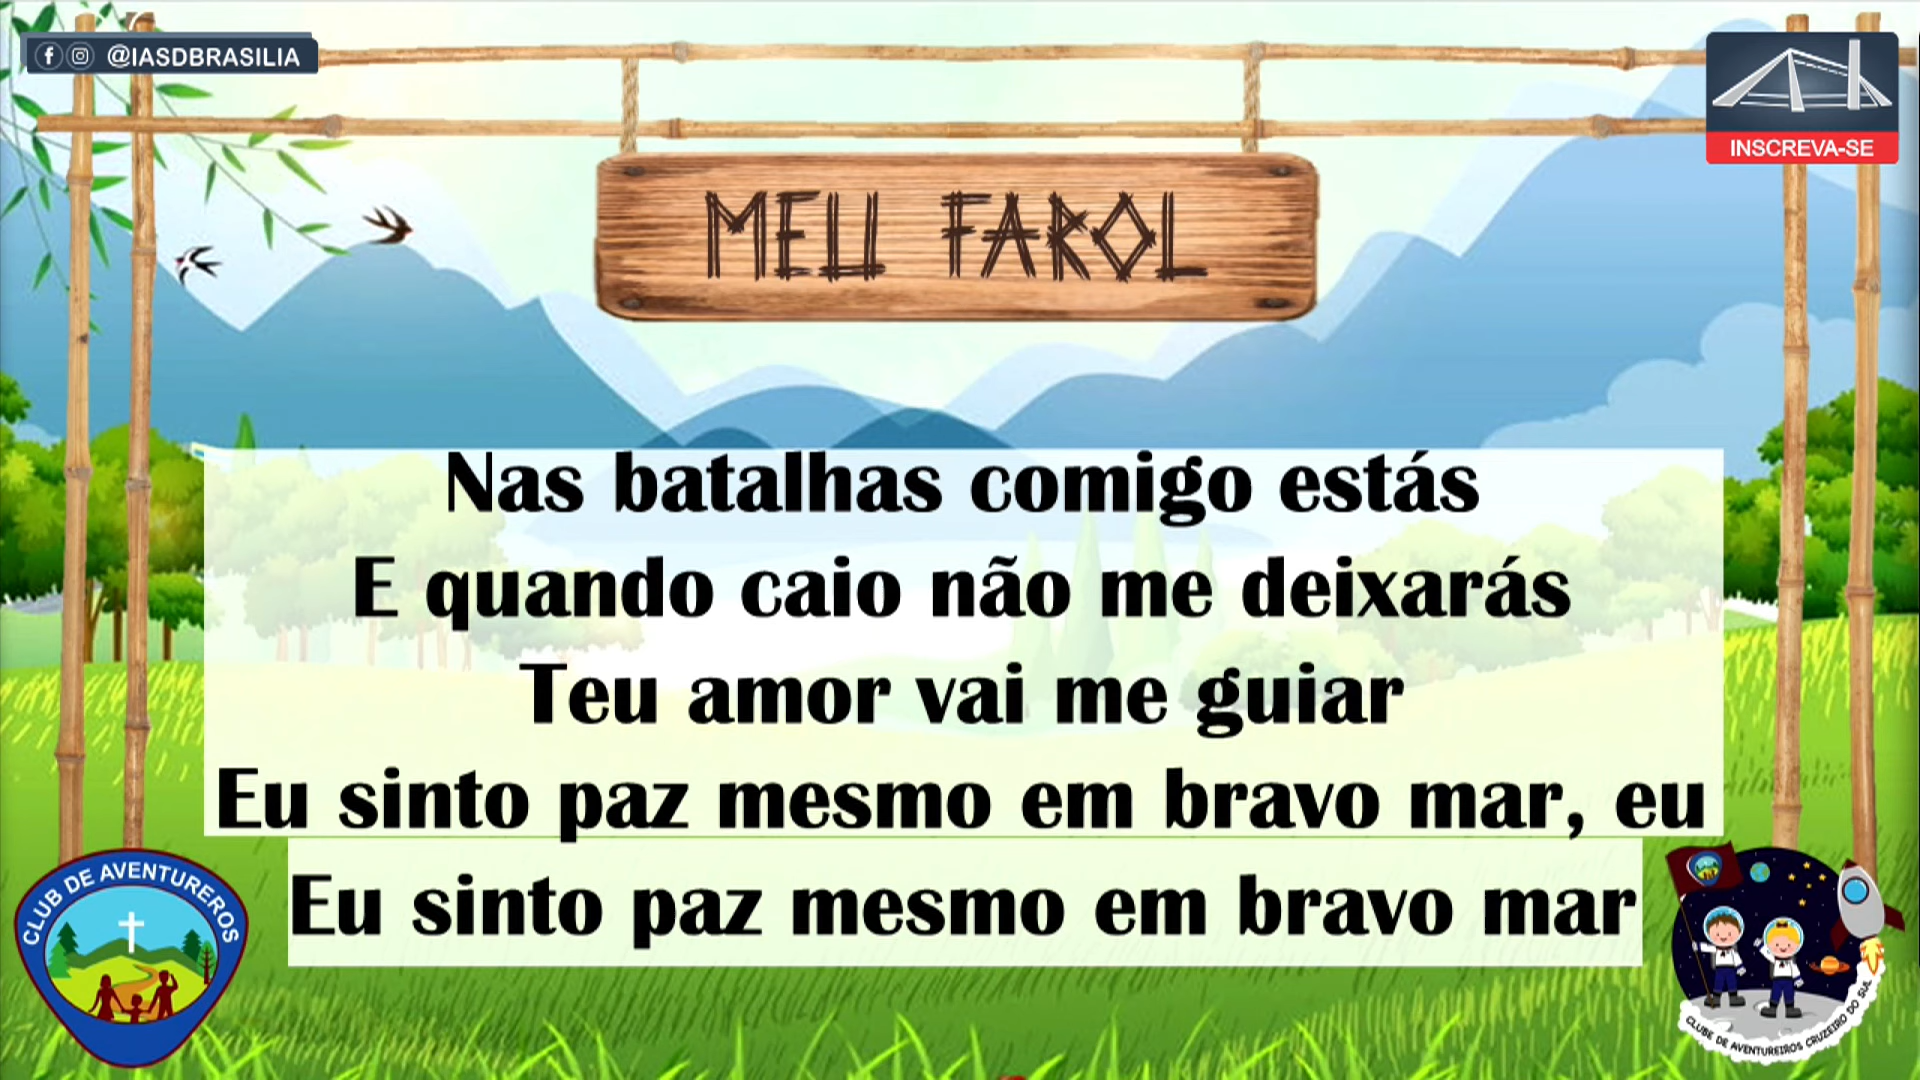 @IASDBRASILIA
INSCREVA-SE
MEU FAROL
Nas batalhas comigo estás
E quando caio não me deixarás
Teu amor vai me guiar
Eu sinto paz mesmo em bravo mar, eu
Eu sinto paz mesmo em bravo mar
CLUB DE AVENTUREROS
CLUBE DE AVENTUREIROS CRUZEIRO DO SUL